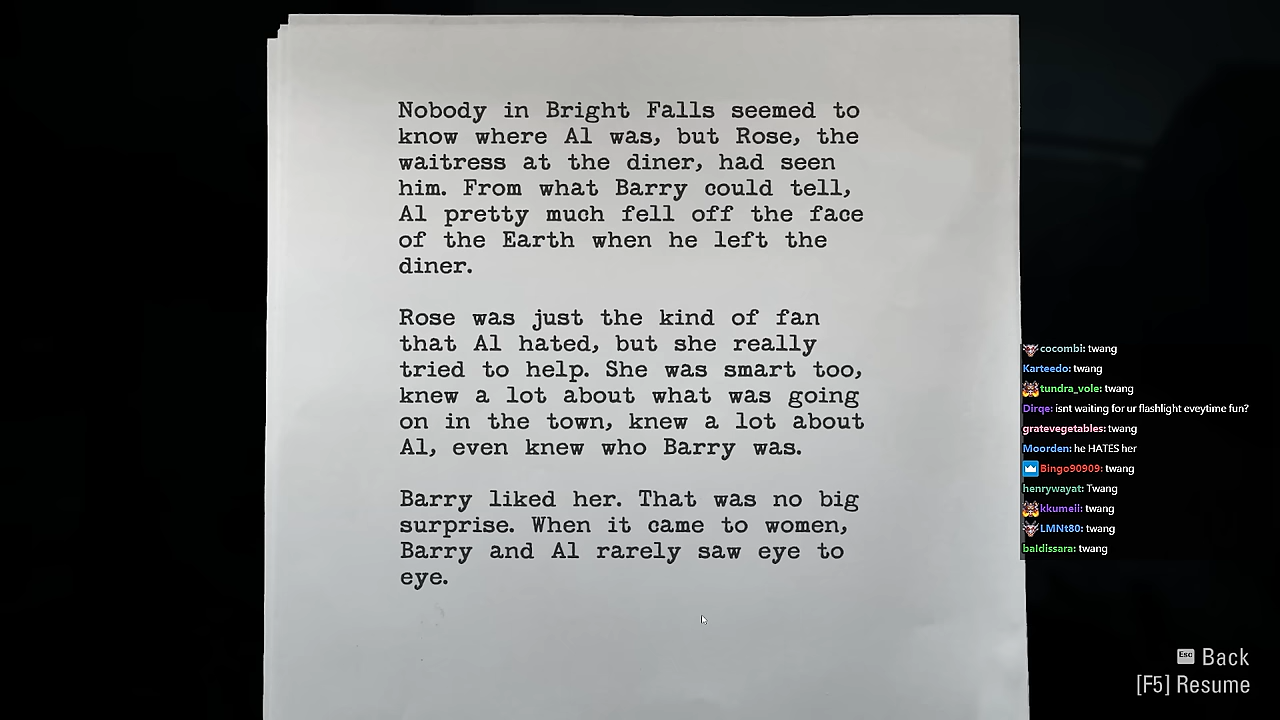 Nobody in Bright Falls seemed to
know where Al was, but Rose, the
waitress at the diner, had seen
him. From what Barry could tell,
Al pretty much fell off the face
of the Earth when he left the
diner.
Rose was just the kind of fan
that Al hated, but she really
tried to help. She was smart too,
knew a lot about what was going
on in the town, knew a lot about
Al, even knew who Barry was.
Barry liked her. That was no big
surprise. When it came to women,
Barry and Al rarely saw eye to
eye.
cocombi: twang
Karteedo: twang
tundra_vole: twang
Dirqe: isnt waiting for ur flashlight eveytime fun?
gratevegetables: twang
Moorden: he HATES her
Bingo90909: twang
henrywayat: Twang
kkumeii: twang
LMNt80: twang
baldissara: twang
Esc Back
[F5] Resume